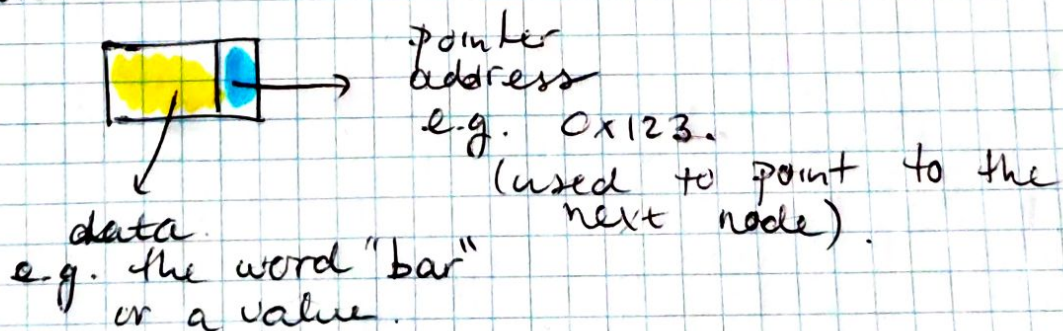 pointer
address
e.g. 0x123.
(used to point to the
next node).
data.
e.g. the word "bar"
or a value.